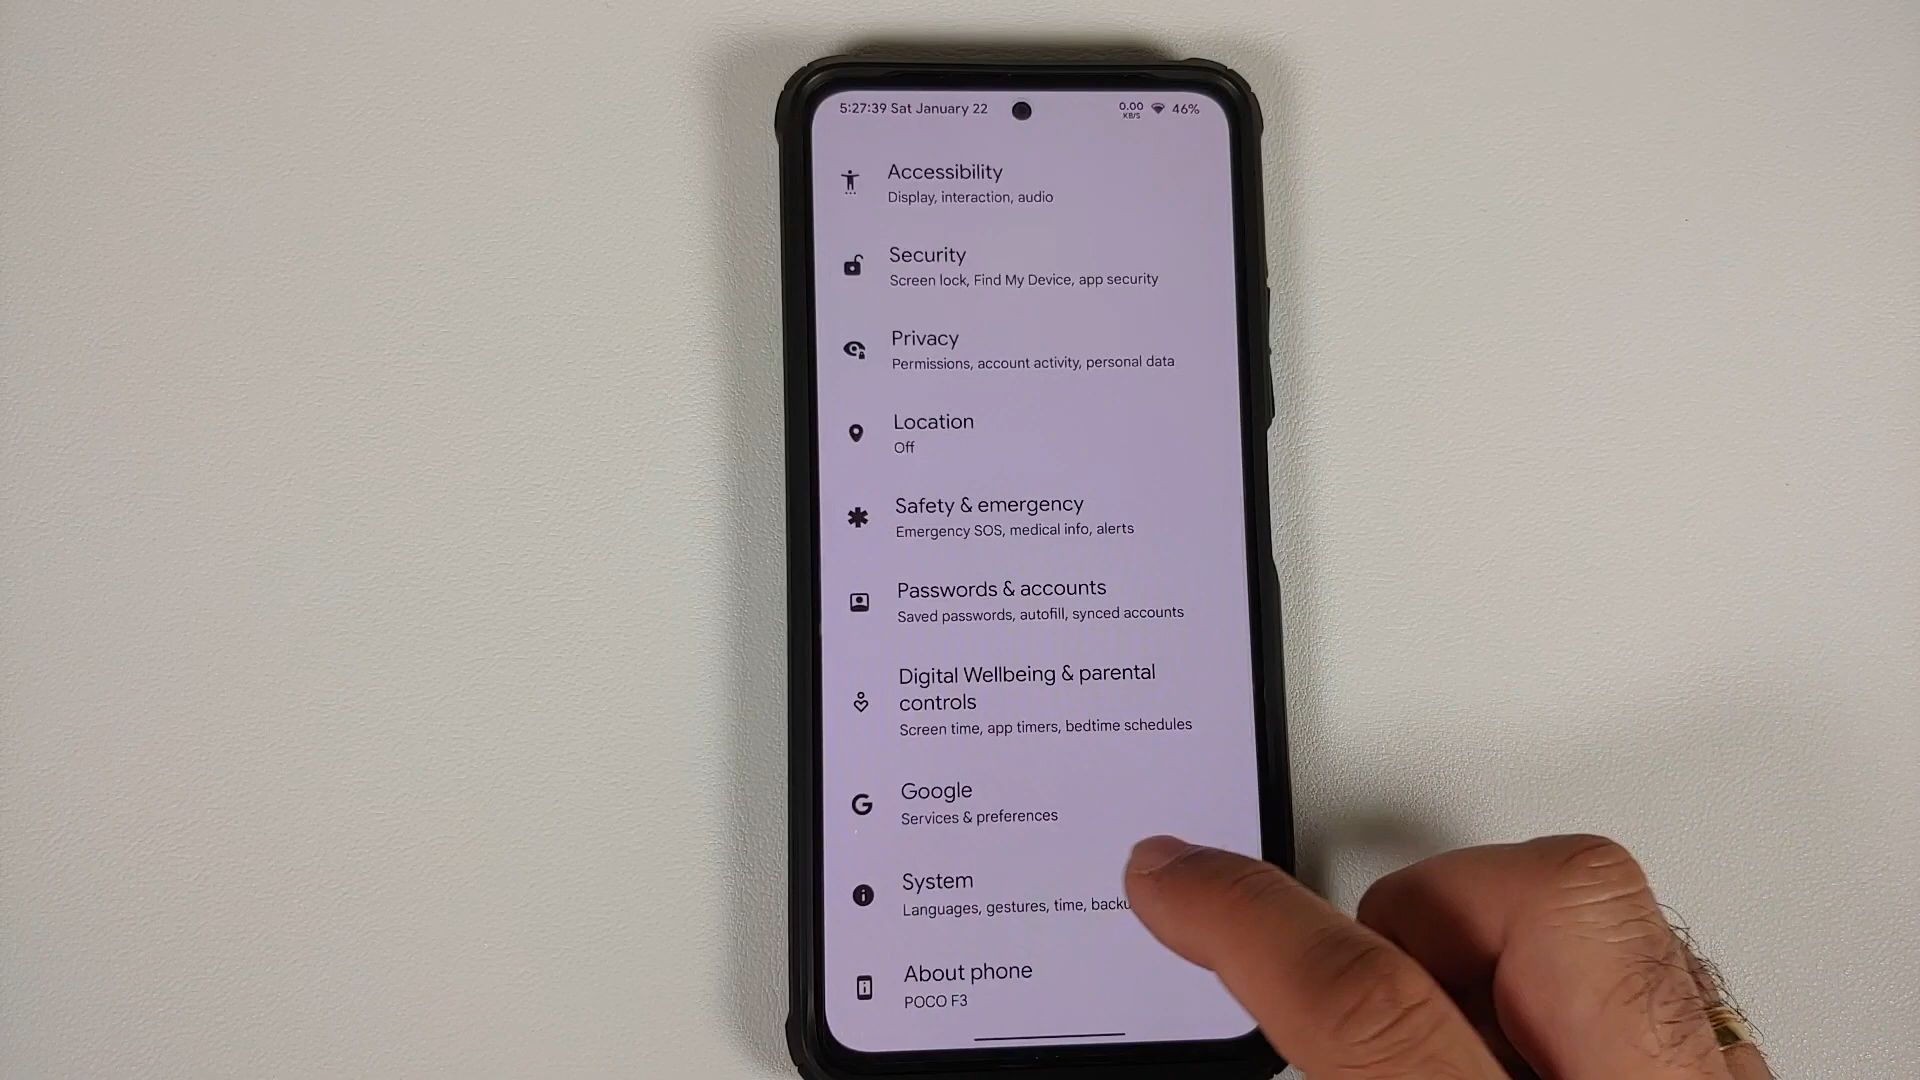 5:27:39 Sat January 22
0.00 KB/S 46%
Accessibility
Display, interaction, audio
Security
Screen lock, Find My Device, app security
Privacy
Permissions, account activity, personal data
Location
Off
Safety & emergency
Emergency SOS, medical info, alerts
Passwords & accounts
Saved passwords, autofill, synced accounts
Digital Wellbeing & parental
controls
Screen time, app timers, bedtime schedules
Google
Services & preferences
System
Languages, gestures, time,
About phone
POCO F3